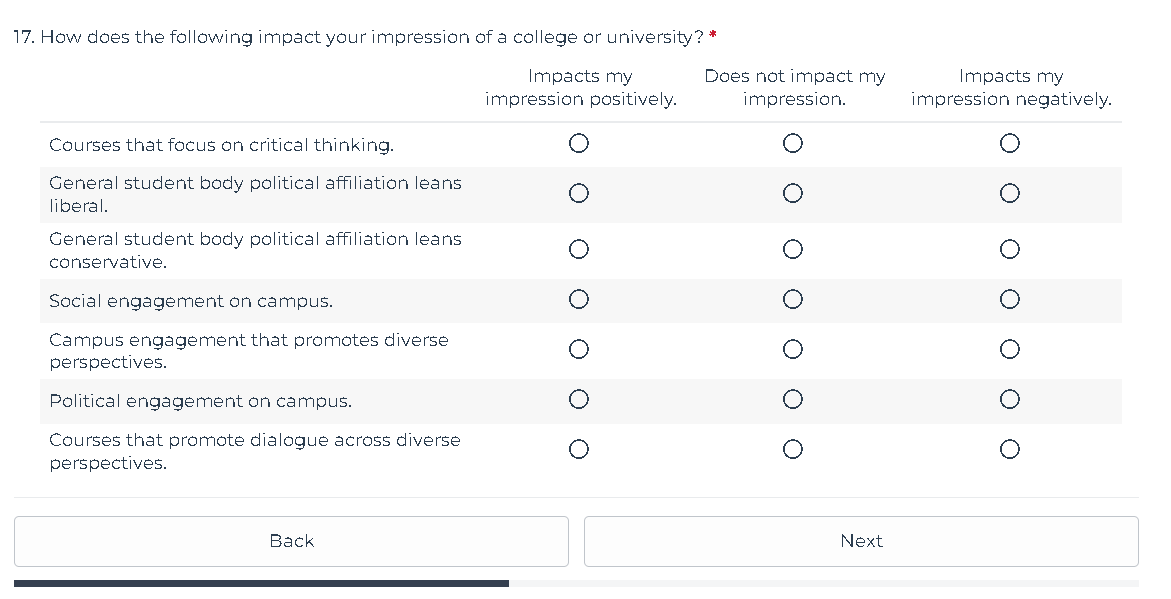 17. How does the following impact your impression of a college or university? *
Impacts my
impression positively.
Does not impact my
impression.
Impacts my
impression negatively.
Courses that focus on critical thinking.
General student body political affiliation leans
liberal.
General student body political affiliation leans
conservative.
Social engagement on campus.
Campus engagement that promotes diverse
perspectives.
Political engagement on campus.
Courses that promote dialogue across diverse
perspectives.
Back
Next